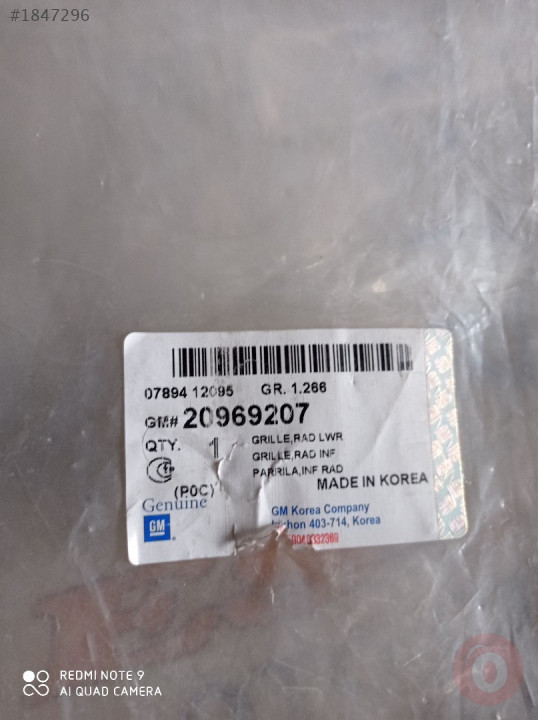 #1847296
07894 12095 GR. 1.266
GM# 20969207
QTY. 1 GRILLE,RAD LWR
GRILLE,RAD INF
PARRILA,INF RAD
(POC) MADE IN KOREA
Genuine
GM
GM Korea Company
403-714, Korea
REDMI NOTE 9
AI QUAD CAMERA